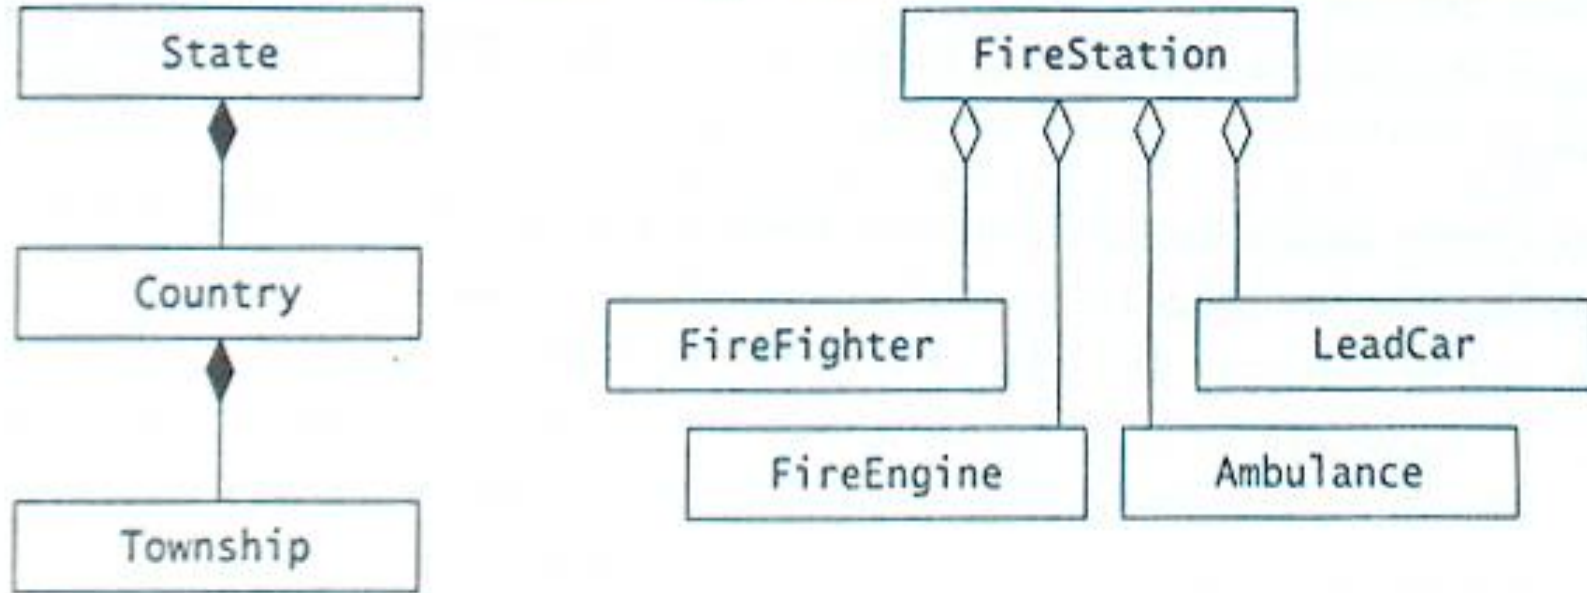 State
FireStation
Country
FireFighter
LeadCar
FireEngine
Ambulance
Township